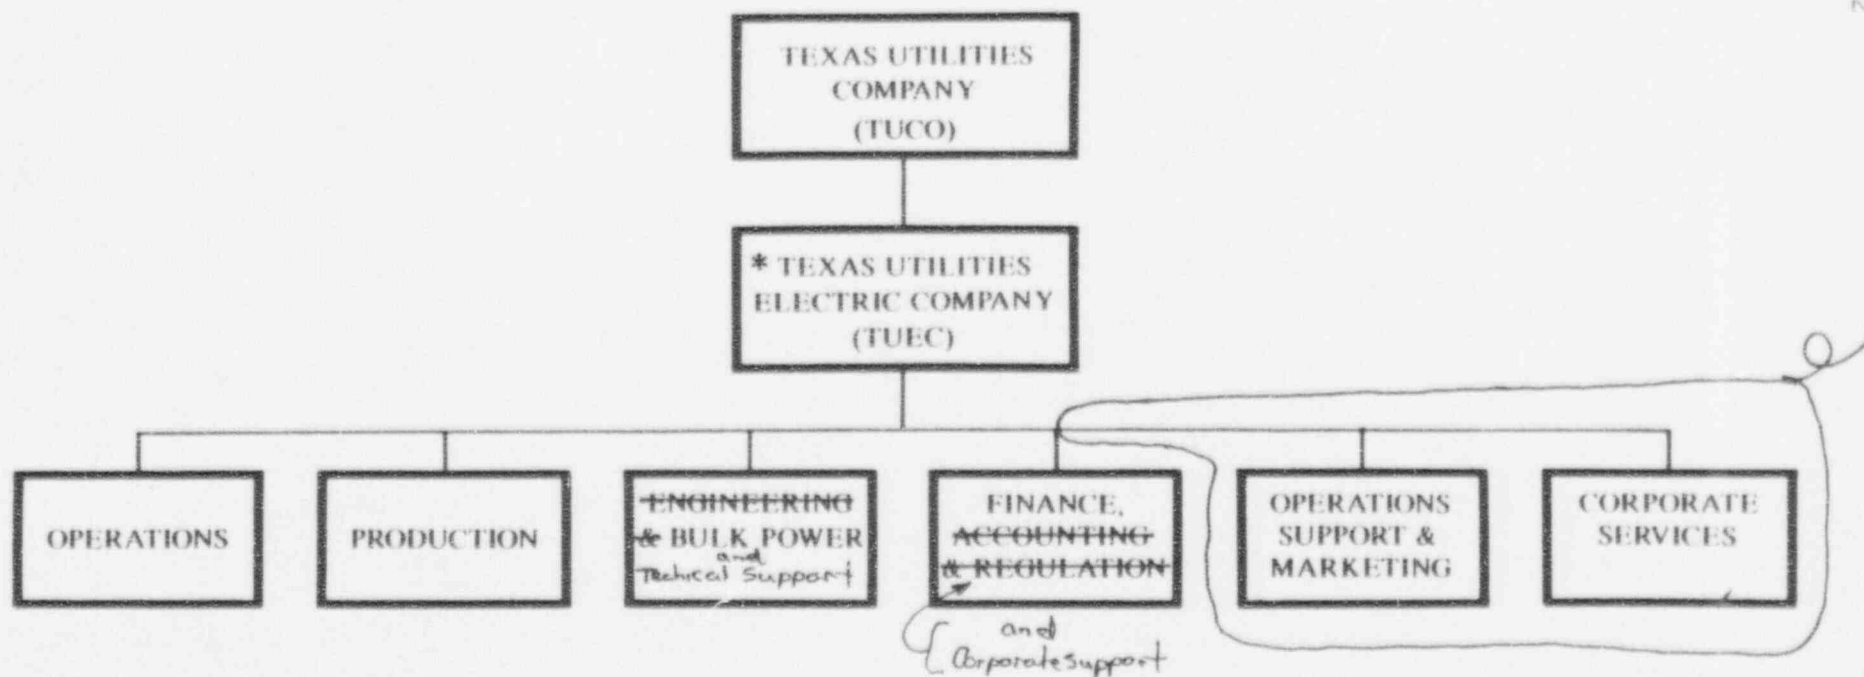 TEXAS UTILITIES
COMPANY
(TUCO)
* TEXAS UTILITIES
ELECTRIC COMPANY
(TUEC)
OPERATIONS
PRODUCTION
ENGINEERING
& BULK POWER
and
Technical Support
FINANCE,
ACCOUNTING
& REGULATION
and
Corporate support
OPERATIONS
SUPPORT &
MARKETING
CORPORATE
SERVICES